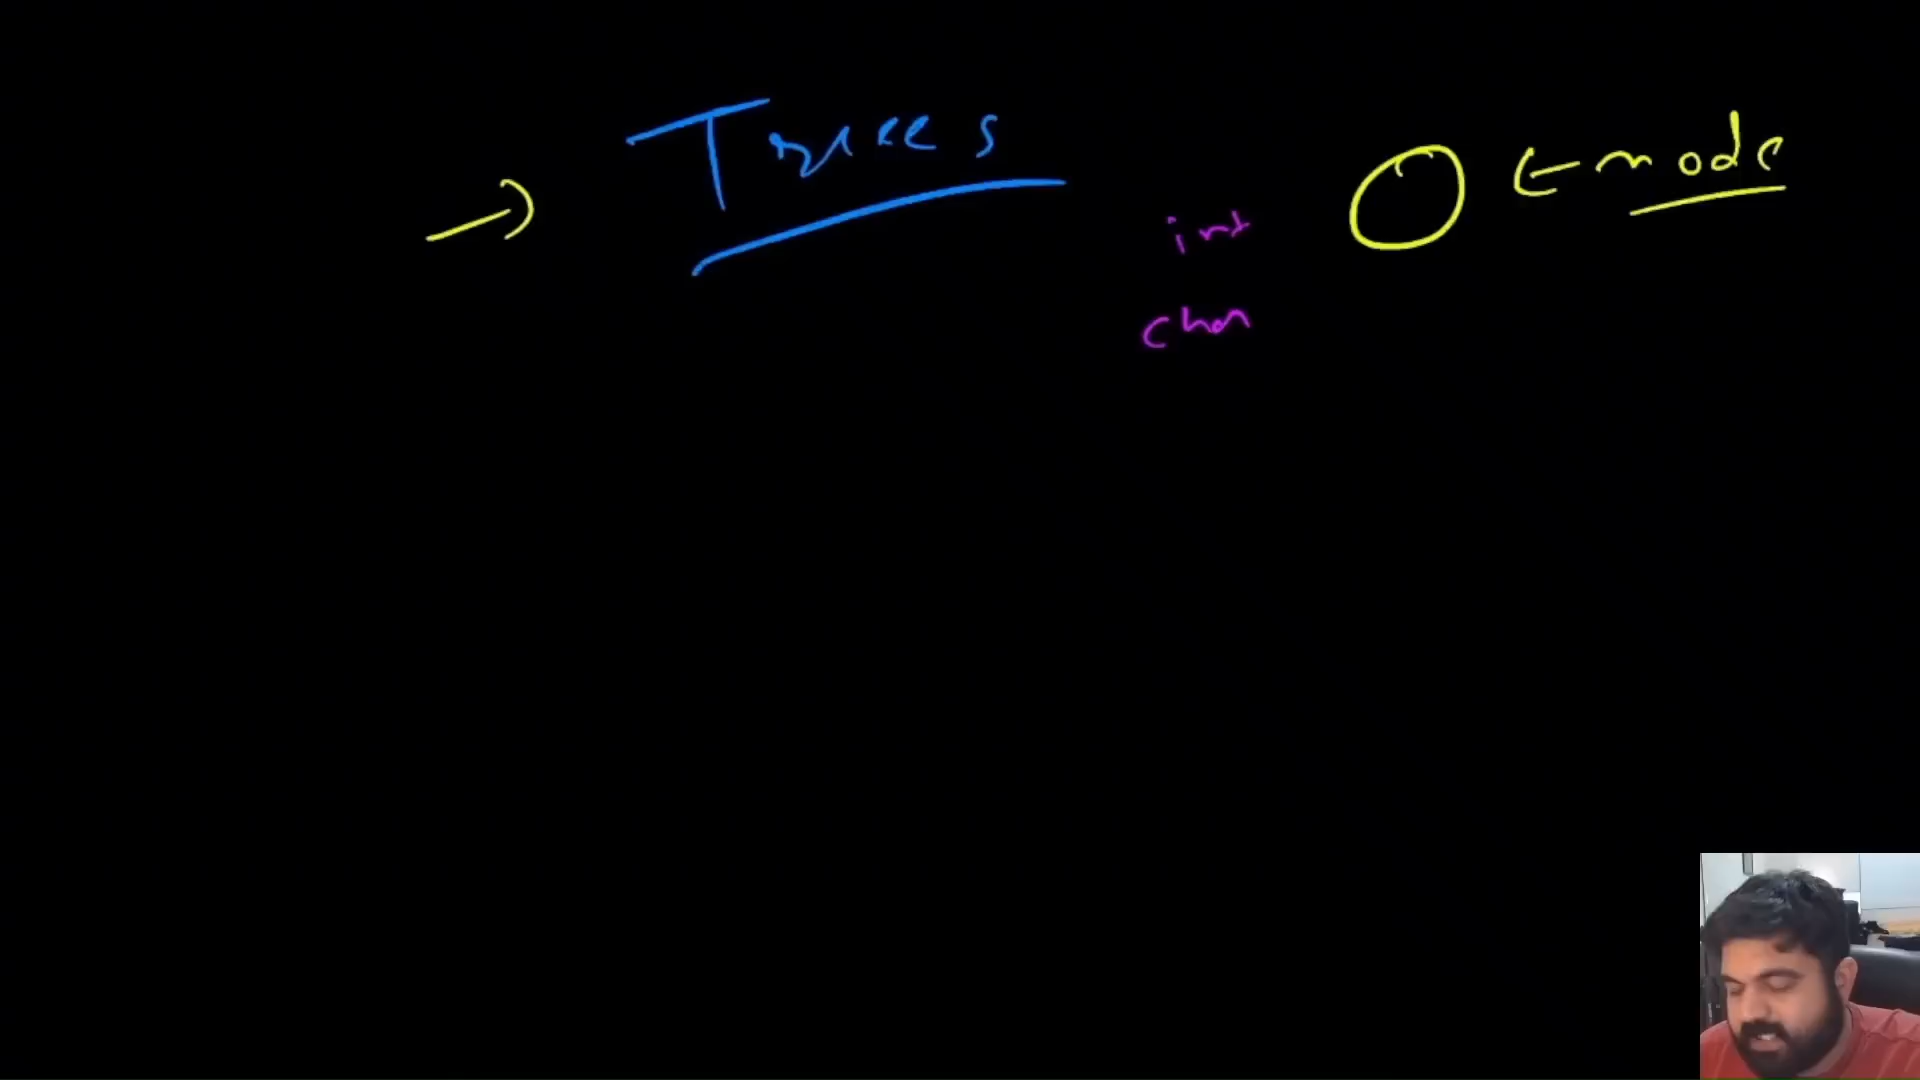 → Trees
← node
int
char